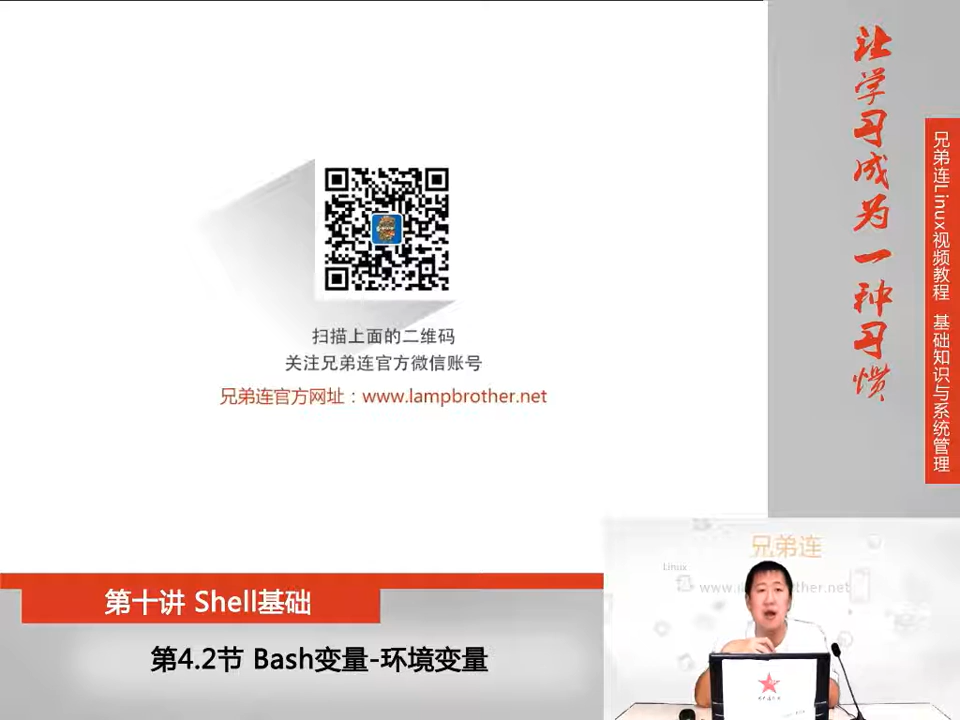 扫描上面的二维码
关注兄弟连官方微信账号
兄弟连官方网址：www.lampbrother.net
让学习成为一种习惯
兄弟连Linux视频教程 基础知识与系统管理
第十讲 Shell基础
第4.2节 Bash变量-环境变量
兄弟连
Linux